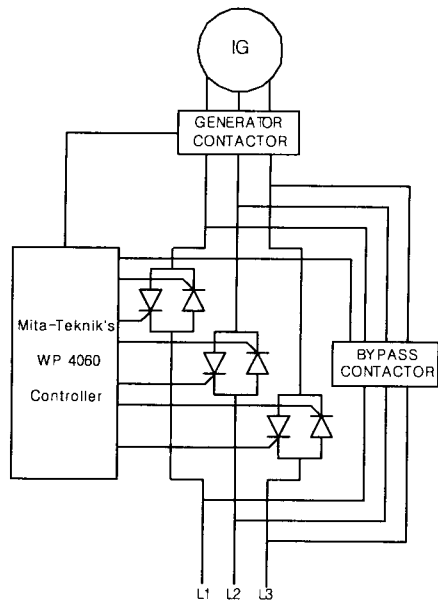 IG
GENERATOR
CONTACTOR
Mita-Teknik's
WP 4060
Controller
BYPASS
CONTACTOR
L1 L2 L3